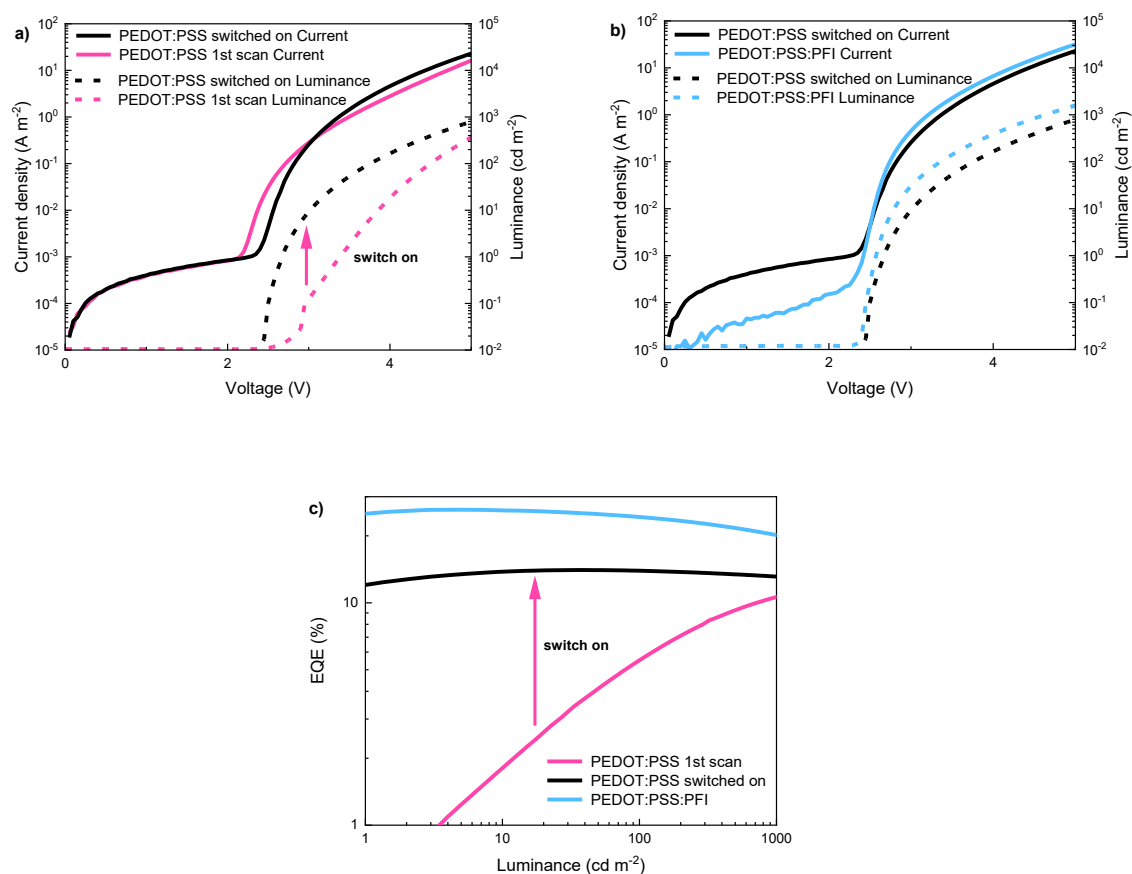 a)
PEDOT:PSS switched on Current
PEDOT:PSS 1st scan Current
PEDOT:PSS switched on Luminance
PEDOT:PSS 1st scan Luminance
switch on
10²
10¹
10⁰
10⁻¹
10⁻²
10⁻³
10⁻⁴
10⁻⁵
Current density (A m⁻²)
10⁵
10⁴
10³
10²
10¹
10⁰
10⁻¹
10⁻²
Luminance (cd m⁻²)
0
2
4
Voltage (V)
b)
PEDOT:PSS switched on Current
PEDOT:PSS:PFI Current
PEDOT:PSS switched on Luminance
PEDOT:PSS:PFI Luminance
10²
10¹
10⁰
10⁻¹
10⁻²
10⁻³
10⁻⁴
10⁻⁵
Current density (A m⁻²)
10⁵
10⁴
10³
10²
10¹
10⁰
10⁻¹
10⁻²
Luminance (cd m⁻²)
0
2
4
Voltage (V)
c)
10
1
EQE (%)
switch on
PEDOT:PSS 1st scan
PEDOT:PSS switched on
PEDOT:PSS:PFI
1
10
100
1000
Luminance (cd m⁻²)